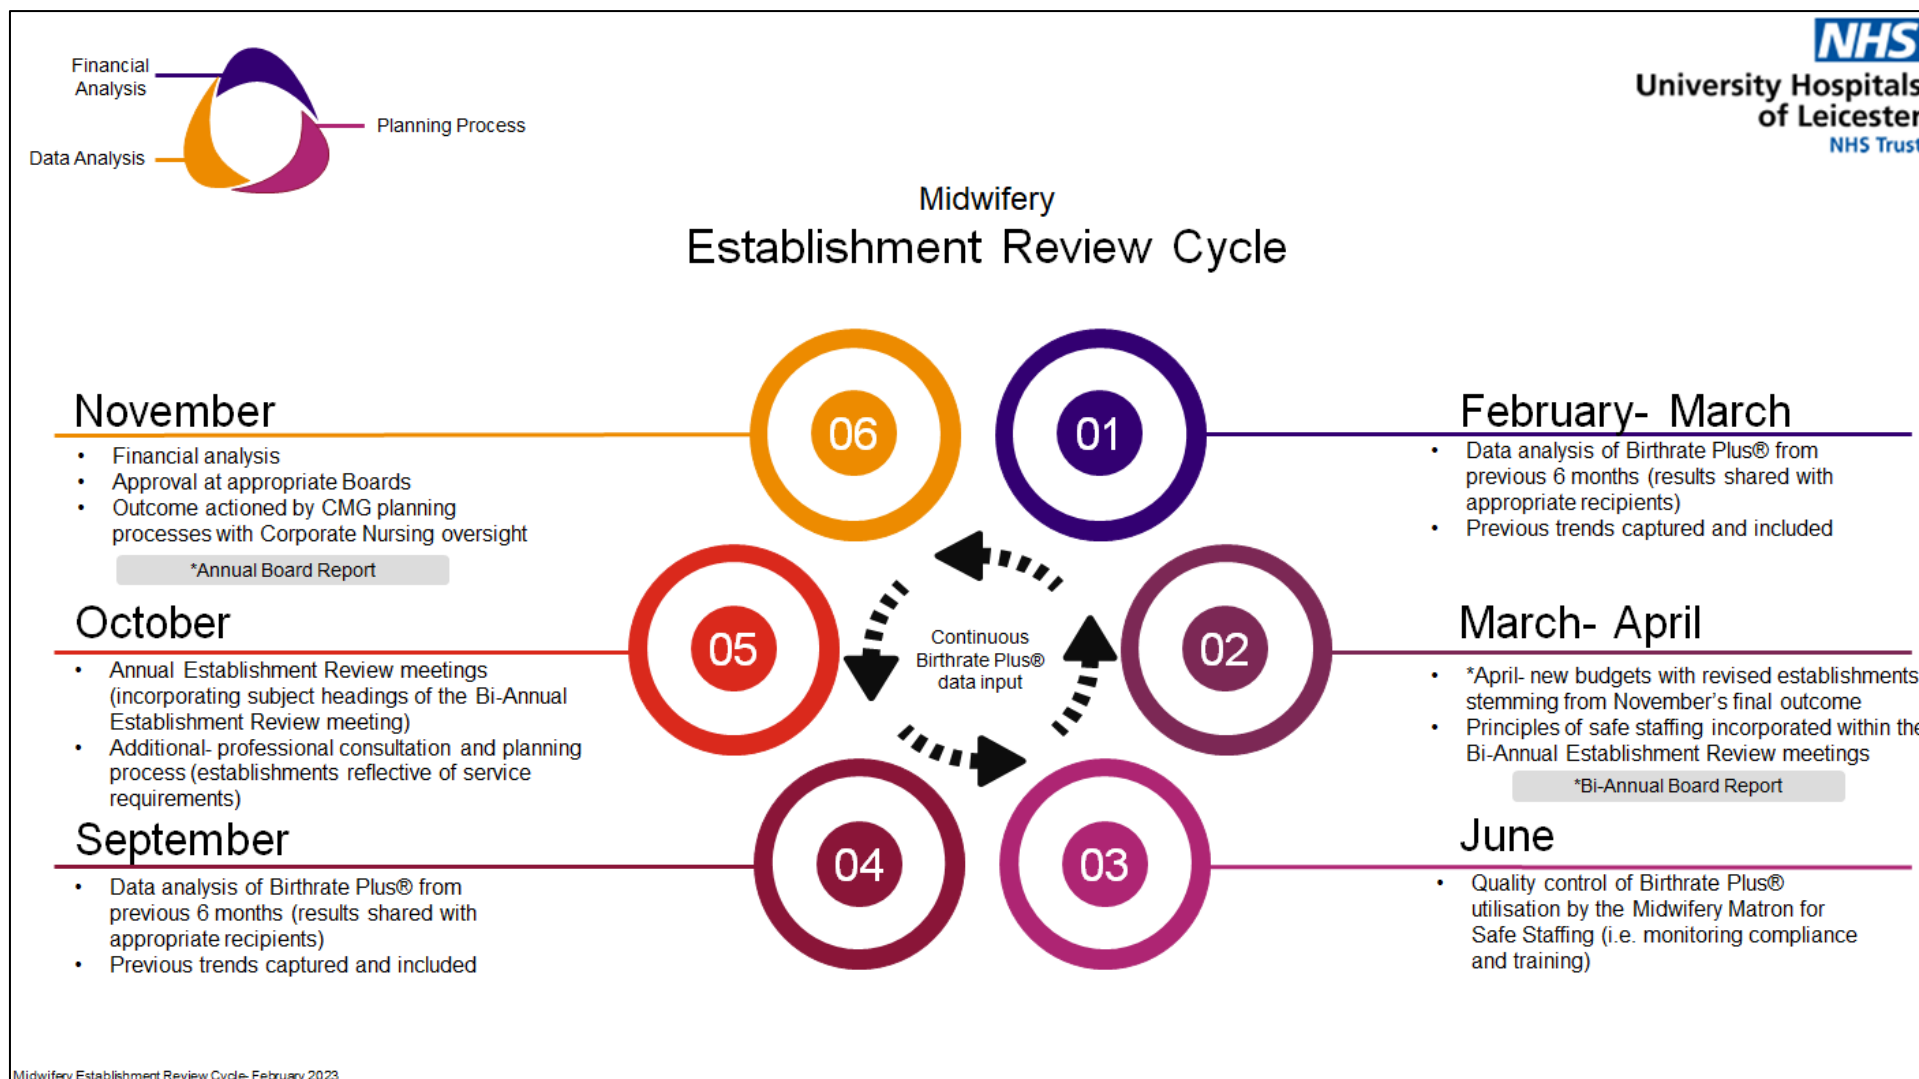 Financial
Analysis
Planning Process
Data Analysis
NHS
University Hospitals
of Leicester
NHS Trust
Midwifery
Establishment Review Cycle
01
February- March
• Data analysis of Birthrate Plus® from
previous 6 months (results shared with
appropriate recipients)
• Previous trends captured and included
02
March- April
• *April- new budgets with revised establishments
stemming from November's final outcome
• Principles of safe staffing incorporated within the
Bi-Annual Establishment Review meetings
*Bi-Annual Board Report
03
June
• Quality control of Birthrate Plus®
utilisation by the Midwifery Matron for
Safe Staffing (i.e. monitoring compliance
and training)
04
September
• Data analysis of Birthrate Plus® from
previous 6 months (results shared with
appropriate recipients)
• Previous trends captured and included
05
October
• Annual Establishment Review meetings
(incorporating subject headings of the Bi-Annual
Establishment Review meeting)
• Additional- professional consultation and planning
process (establishments reflective of service
requirements)
06
November
• Financial analysis
• Approval at appropriate Boards
• Outcome actioned by CMG planning
processes with Corporate Nursing oversight
*Annual Board Report
Continuous
Birthrate Plus®
data input
Midwifery Establishment Review Cycle- February 2023